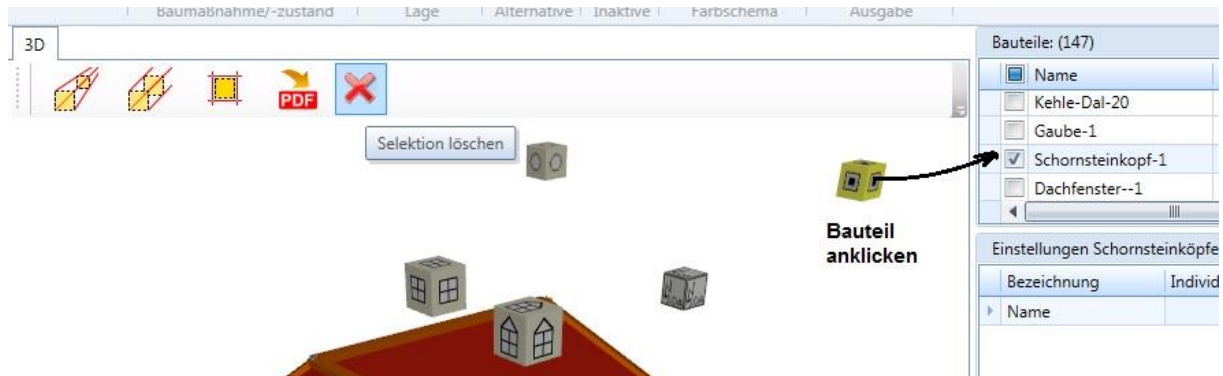 Baumaßnahme/-zustand Lage Alternative Inaktive Farbschema Ausgabe
3D
PDF
Selektion löschen
Bauteil
anklicken
Bauteile: (147)
Name
Kehle-Dal-20
Gaube-1
Schornsteinkopf-1
Dachfenster--1
Einstellungen Schornsteinköpfe
Bezeichnung Individ
Name